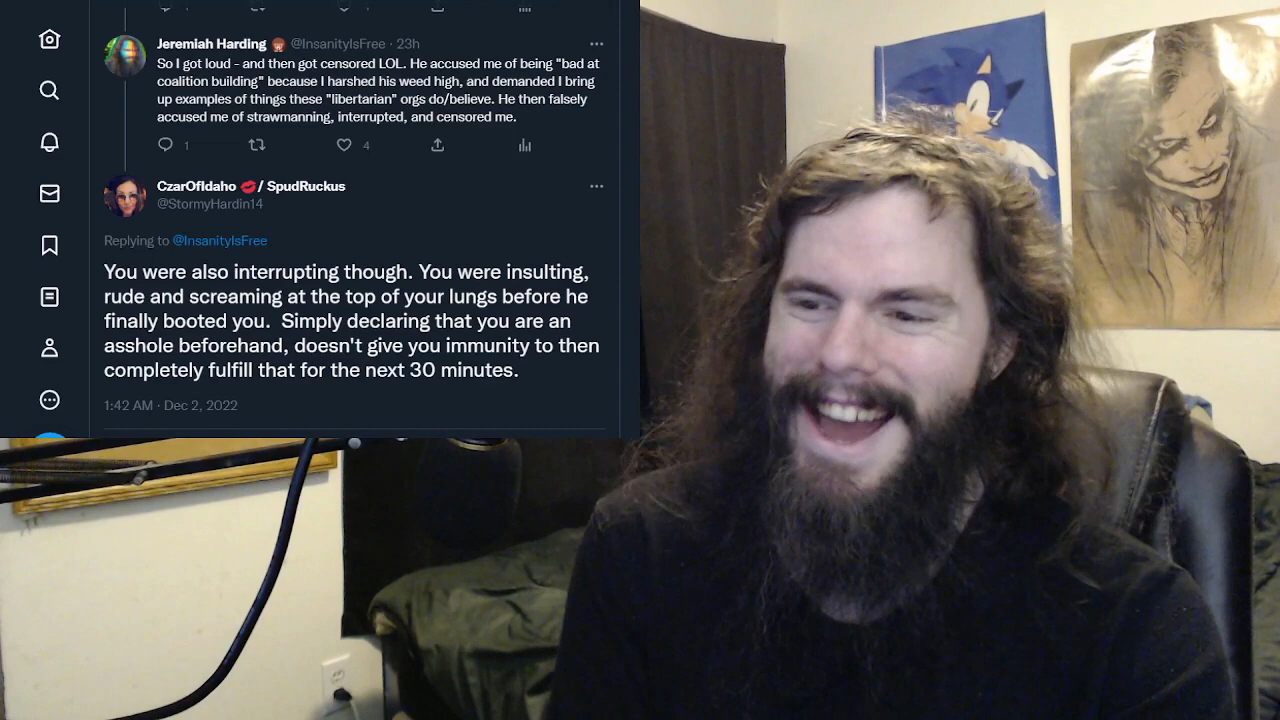 Jeremiah Harding @InsanityIsFree · 23h
So I got loud - and then got censored LOL. He accused me of being "bad at
coalition building" because I harshed his weed high, and demanded I bring
up examples of things these "libertarian" orgs do/believe. He then falsely
accused me of strawmanning, interrupted, and censored me.
1 4
CzarOfIdaho 💋/ SpudRuckus
@StormyHardin14
Replying to @InsanityIsFree
You were also interrupting though. You were insulting,
rude and screaming at the top of your lungs before he
finally booted you.  Simply declaring that you are an
asshole beforehand, doesn't give you immunity to then
completely fulfill that for the next 30 minutes.
1:42 AM · Dec 2, 2022